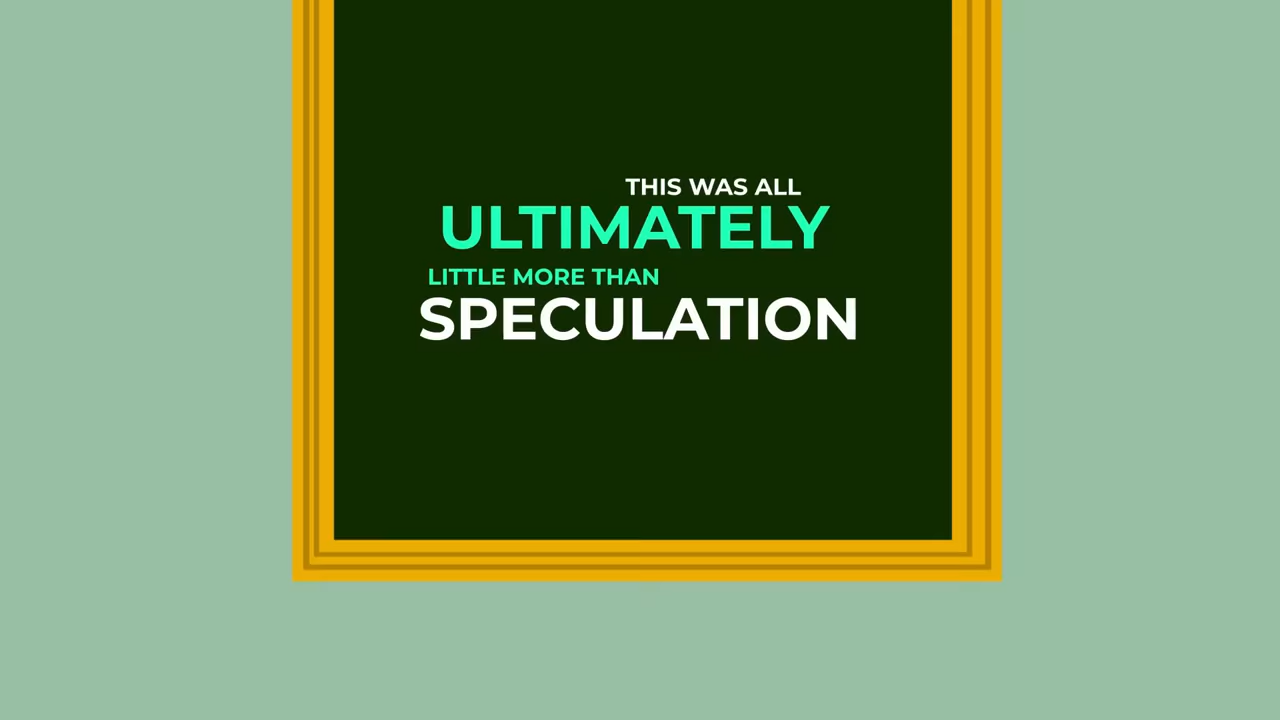 THIS WAS ALL
ULTIMATELY
LITTLE MORE THAN
SPECULATION